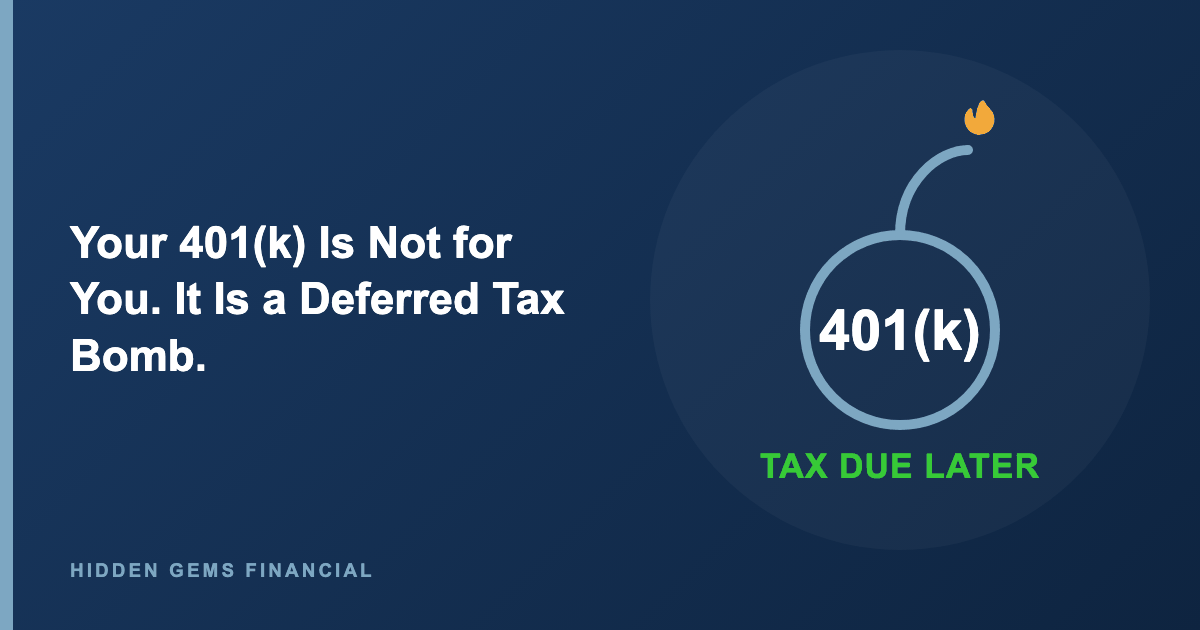 Your 401(k) Is Not for
You. It Is a Deferred Tax
Bomb.
401(k)
TAX DUE LATER
HIDDEN GEMS FINANCIAL